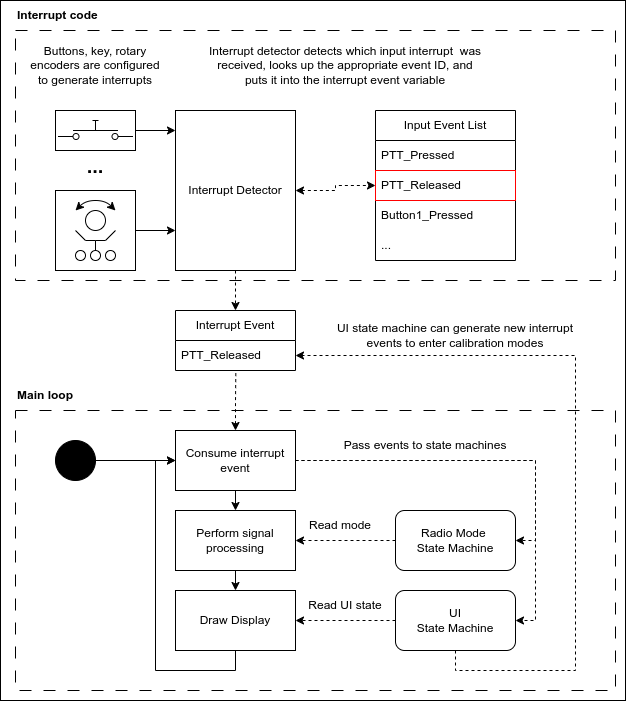 Interrupt code
Buttons, key, rotary
encoders are configured
to generate interrupts
Interrupt detector detects which input interrupt was
received, looks up the appropriate event ID, and
puts it into the interrupt event variable
...
Interrupt Detector
Input Event List
PTT_Pressed
PTT_Released
Button1_Pressed
...
Interrupt Event
PTT_Released
UI state machine can generate new interrupt
events to enter calibration modes
Main loop
Consume interrupt
event
Pass events to state machines
Perform signal
processing
Read mode
Radio Mode
State Machine
Draw Display
Read UI state
UI
State Machine